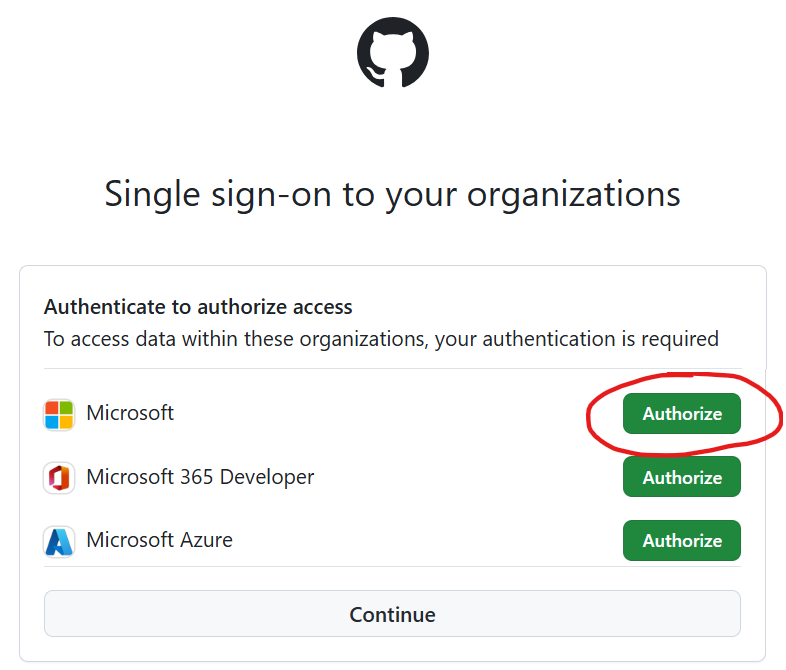 Single sign-on to your organizations
Authenticate to authorize access
To access data within these organizations, your authentication is required
Microsoft
Authorize
Microsoft 365 Developer
Authorize
Microsoft Azure
Authorize
Continue